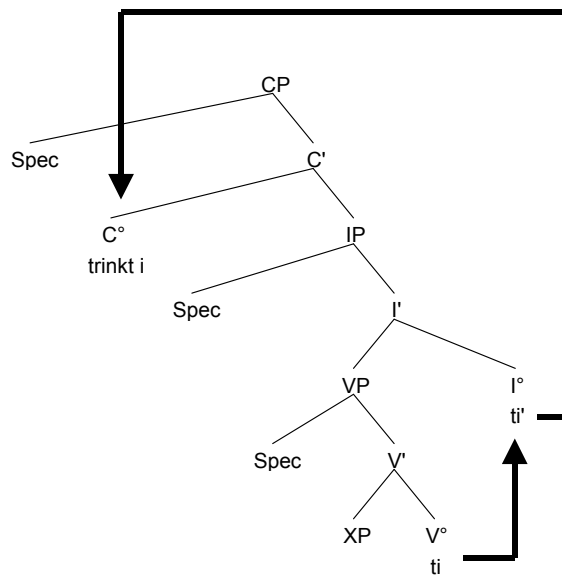 CP
Spec C'
C°
trinkt i
IP
Spec I'
VP I°
ti'
Spec V'
XP V°
ti